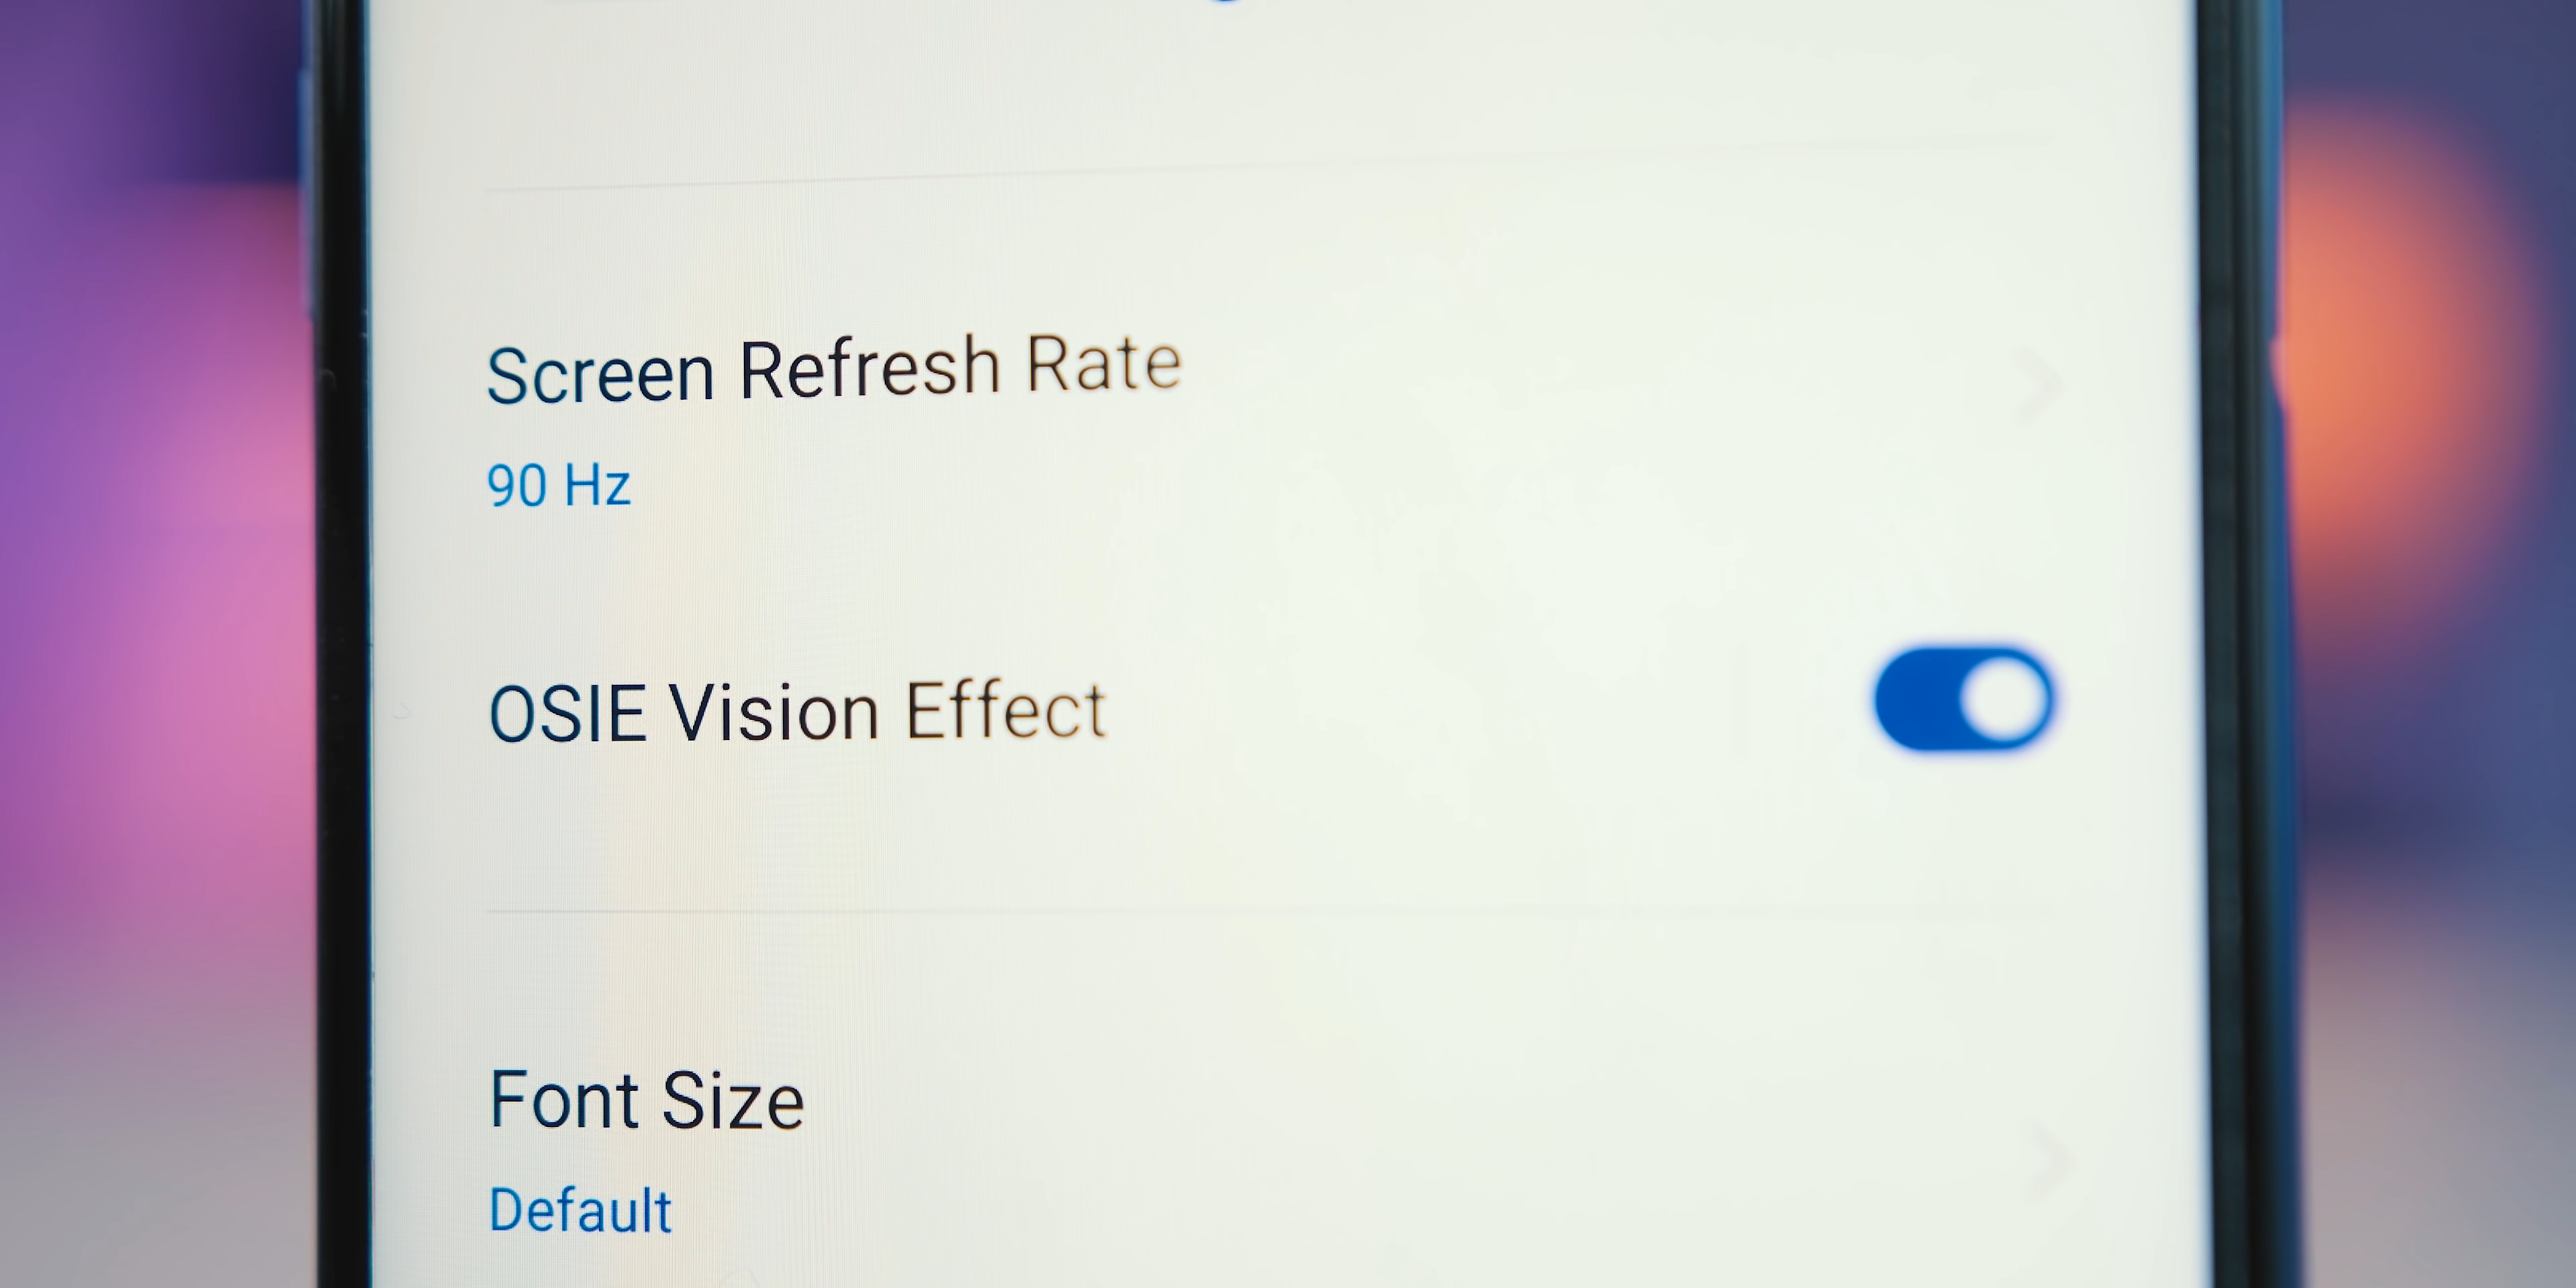 Screen Refresh Rate
90 Hz
OSIE Vision Effect
Font Size
Default